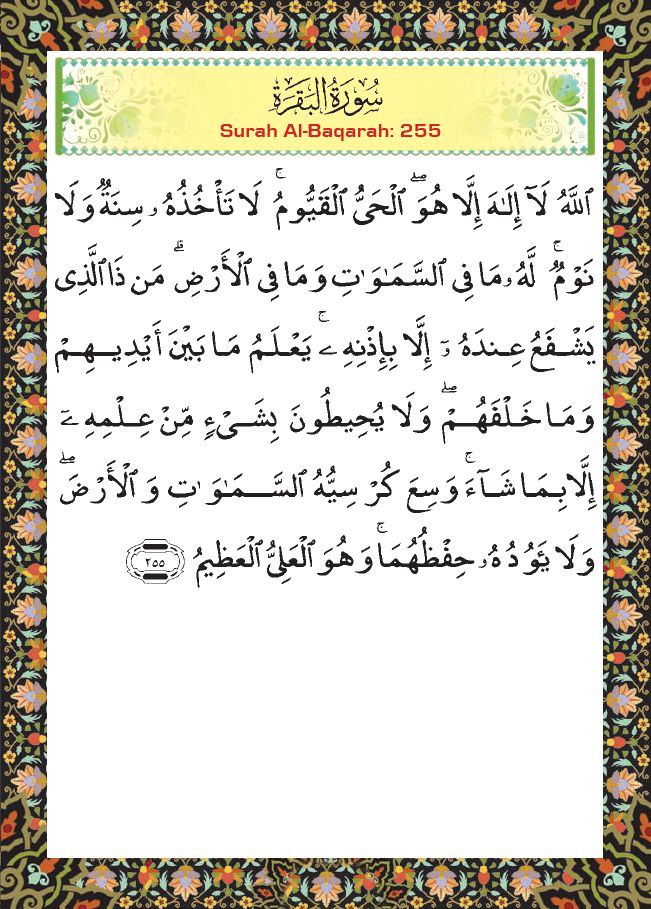 سُورَةُ الْبَقَرَةِ
Surah Al-Baqarah: 255
ٱللَّهُ لَآ إِلَـٰهَ إِلَّا هُوَ ۖ ٱلْحَىُّ ٱلْقَيُّومُ ۚ لَا تَأْخُذُهُۥ سِنَةٌ وَلَا
نَوْمٌ ۚ لَّهُۥ مَا فِى ٱلسَّمَـٰوَٰتِ وَمَا فِى ٱلْأَرْضِ ۗ مَن ذَا ٱلَّذِى
يَشْفَعُ عِندَهُۥٓ إِلَّا بِإِذْنِهِۦ ۚ يَعْلَمُ مَا بَيْنَ أَيْدِيهِمْ
وَمَا خَلْفَهُمْ ۖ وَلَا يُحِيطُونَ بِشَىْءٍ مِّنْ عِلْمِهِۦٓ
إِلَّا بِمَا شَآءَ ۚ وَسِعَ كُرْسِيُّهُ ٱلسَّمَـٰوَٰتِ وَٱلْأَرْضَ ۖ
وَلَا يَـُٔودُهُۥ حِفْظُهُمَا ۚ وَهُوَ ٱلْعَلِىُّ ٱلْعَظِيمُ ٢٥٥